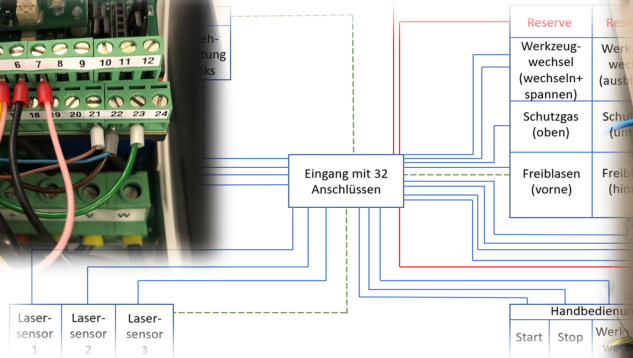 6 7 8 9 10 11 12
18 19 20 21 22 23 24
V W
Reserve
Werkzeug-
wechsel
(wechseln+
spannen)
Schutzgas
(oben)
Freiblasen
(vorne)
Eingang mit 32
Anschlüssen
Laser-
sensor
1
Laser-
sensor
2
Laser-
sensor
3
Handbedienun
Start
Stop